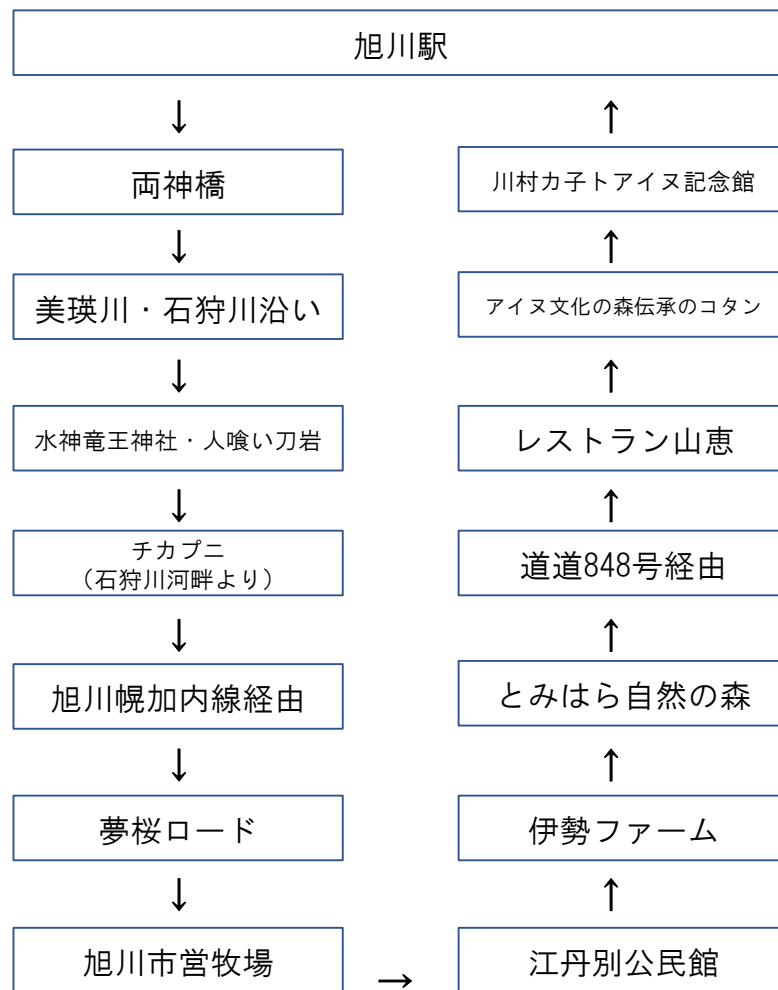 旭川駅
↓
両神橋
↓
美瑛川・石狩川沿い
↓
水神竜王神社・人喰い刀岩
↓
チカプニ
（石狩川河畔より）
↓
旭川幌加内線経由
↓
夢桜ロード
↓
旭川市営牧場
→
江丹別公民館
↑
伊勢ファーム
↑
とみはら自然の森
↑
道道848号経由
↑
レストラン山恵
↑
アイヌ文化の森伝承のコタン
↑
川村カ子トアイヌ記念館
↑